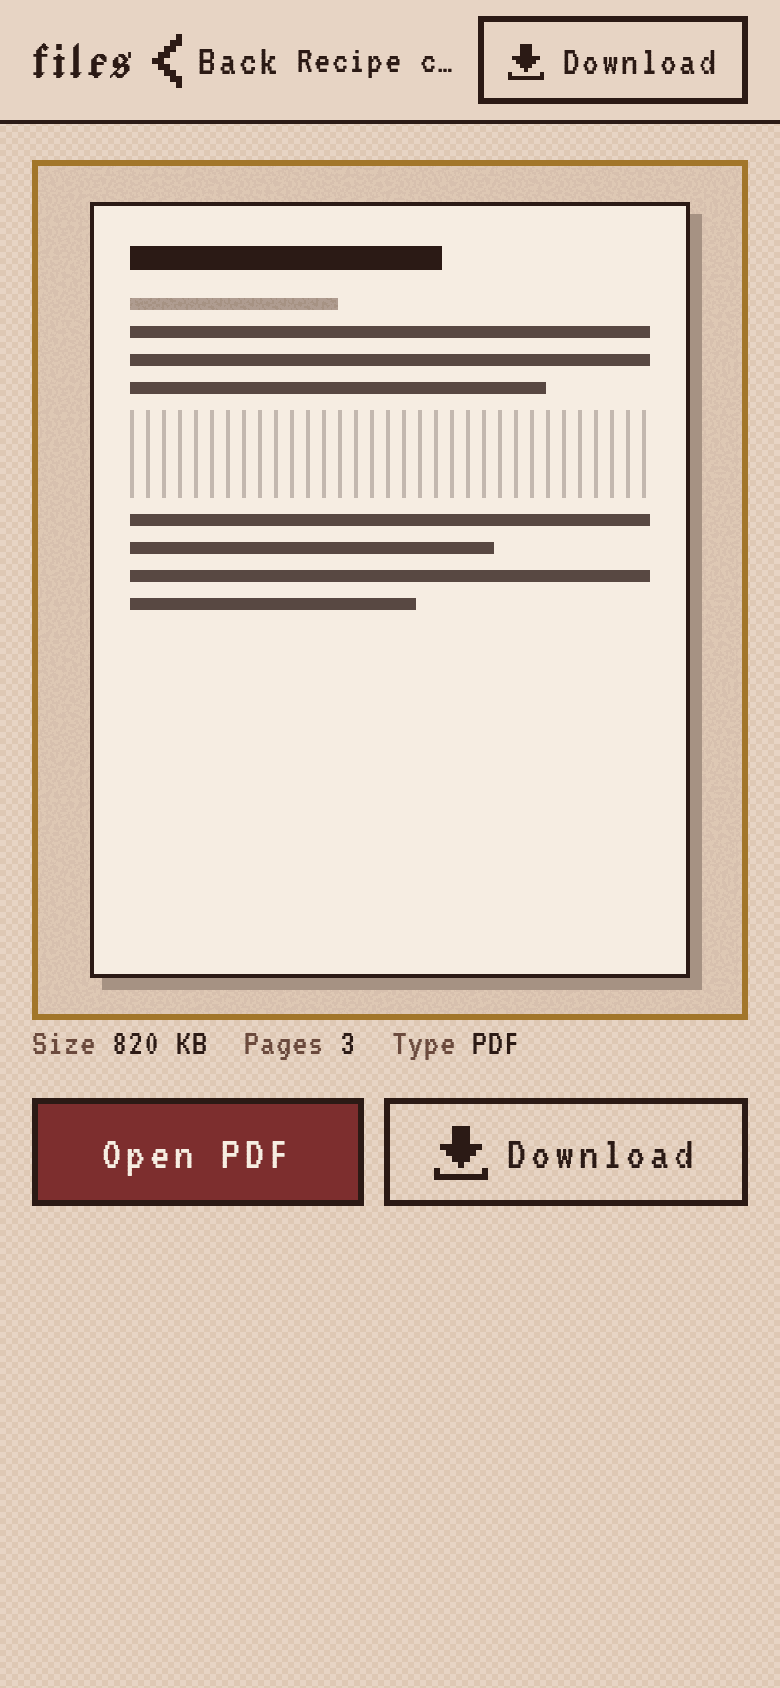 files Back Recipe c… Download
Size 820 KB Pages 3 Type PDF
Open PDF Download